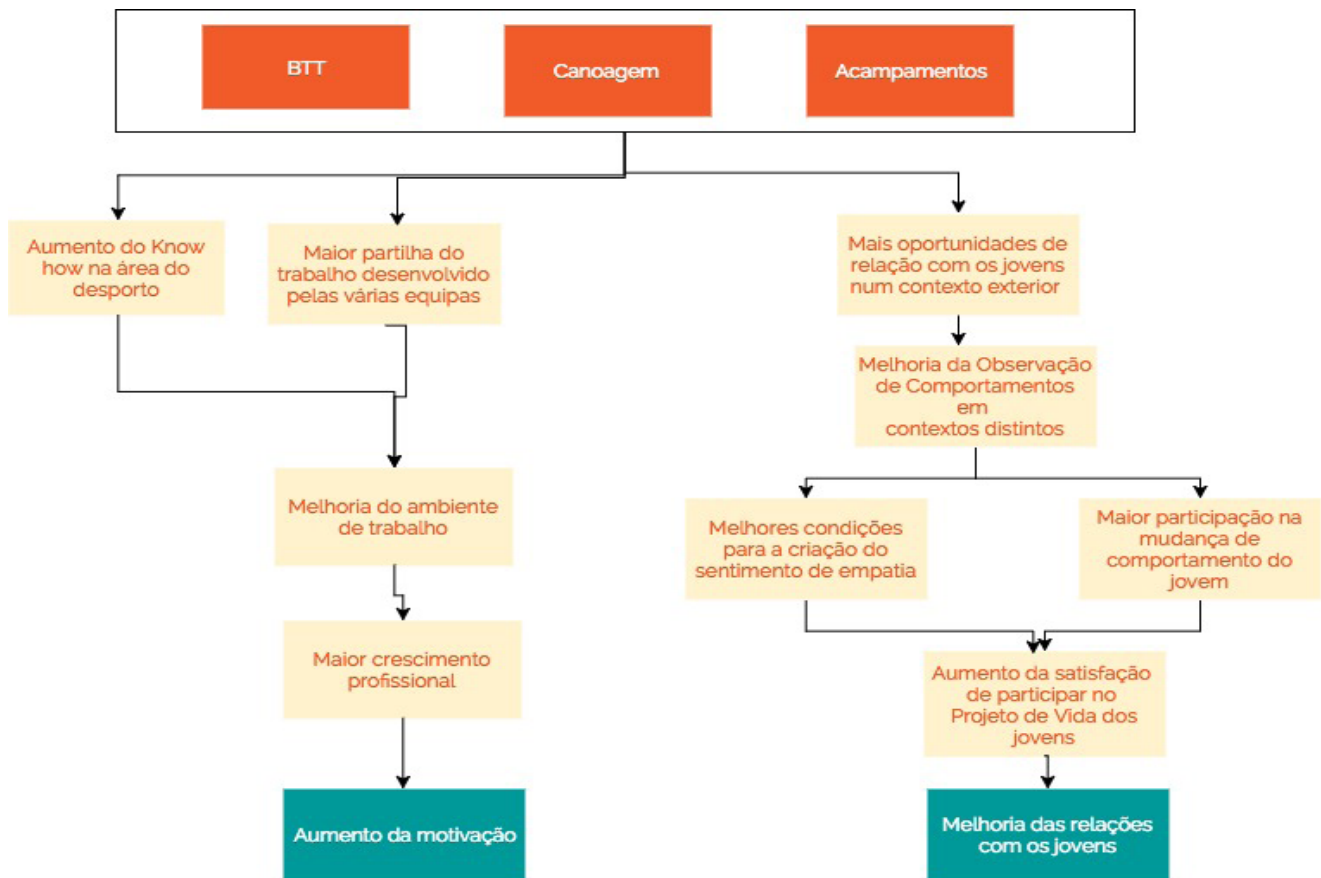 BTT
Canoagem
Acampamentos
Aumento do Know
how na área do
desporto
Maior partilha do
trabalho desenvolvido
pelas várias equipas
Mais oportunidades de
relação com os jovens
num contexto exterior
Melhoria da Observação
de Comportamentos
em
contextos distintos
Melhoria do ambiente
de trabalho
Melhores condições
para a criação do
sentimento de empatia
Maior participação na
mudança de
comportamento do
jovem
Maior crescimento
profissional
Aumento da satisfação
de participar no
Projeto de Vida dos
jovens
Aumento da motivação
Melhoria das relações
com os jovens